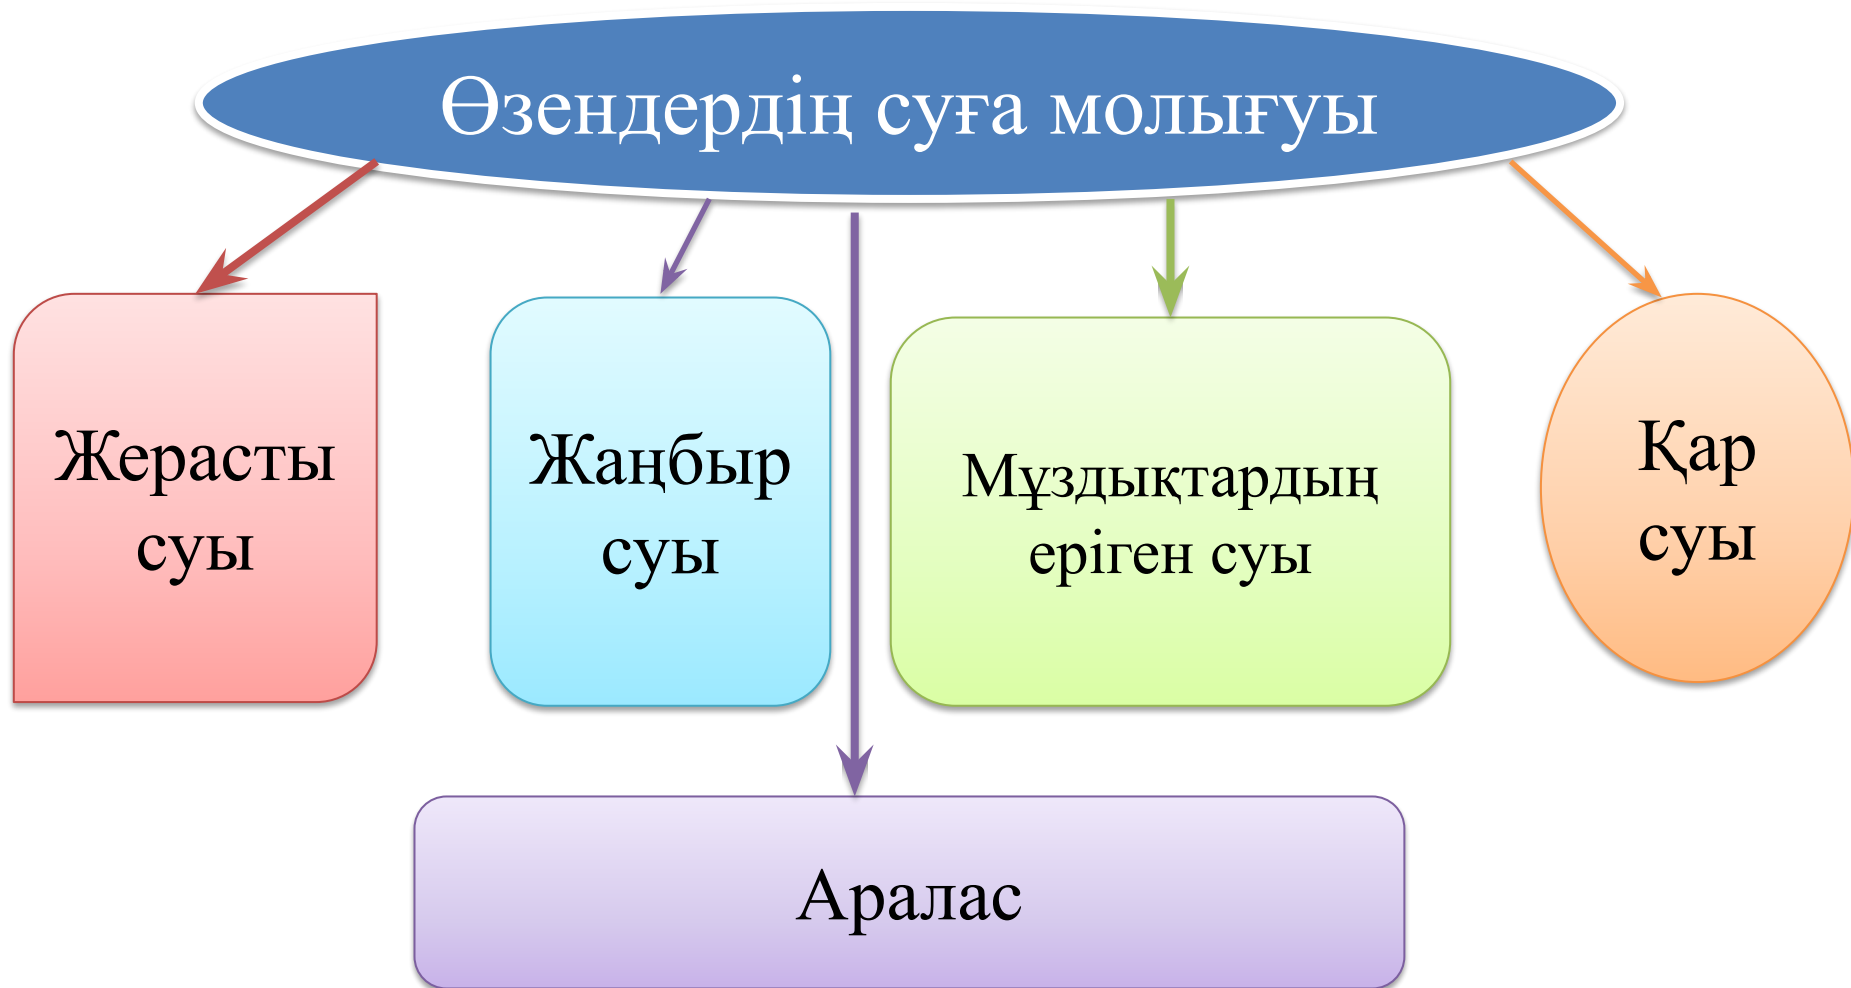 Өзендердің суға молығуы
Жерасты
суы
Жаңбыр
суы
Мұздықтардың
еріген суы
Қар
суы
Аралас